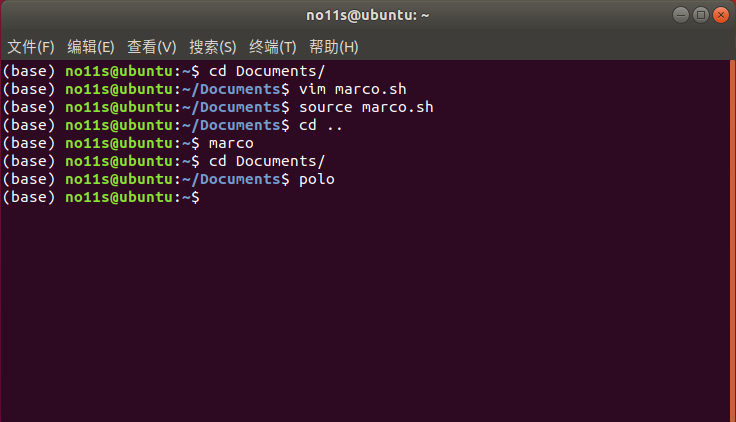 no11s@ubuntu: ~
文件(F) 编辑(E) 查看(V) 搜索(S) 终端(T) 帮助(H)
(base) no11s@ubuntu:~$ cd Documents/
(base) no11s@ubuntu:~/Documents$ vim marco.sh
(base) no11s@ubuntu:~/Documents$ source marco.sh
(base) no11s@ubuntu:~/Documents$ cd ..
(base) no11s@ubuntu:~$ marco
(base) no11s@ubuntu:~$ cd Documents/
(base) no11s@ubuntu:~/Documents$ polo
(base) no11s@ubuntu:~$